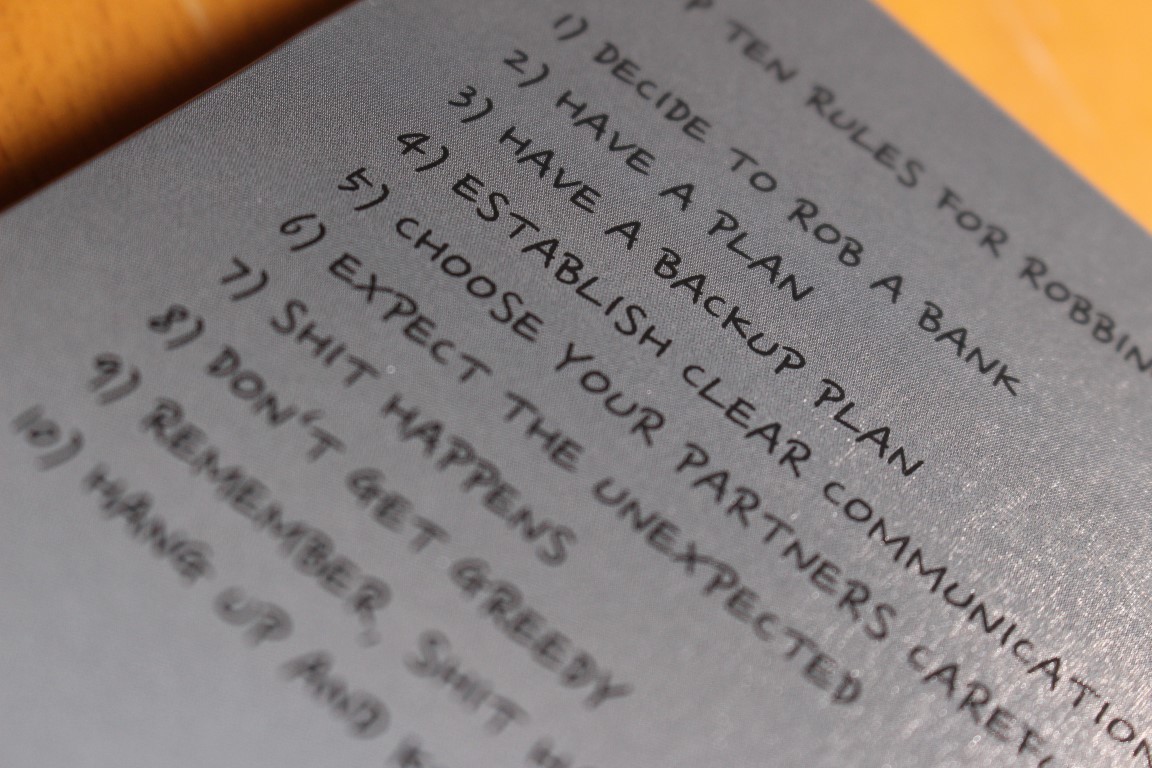 P TEN RULES FOR ROBBIN
1) DECIDE TO ROB A BANK
2) HAVE A PLAN
3) HAVE A BACKUP PLAN
4) ESTABLISH CLEAR COMMUNICATION
5) CHOOSE YOUR PARTNERS CAREFU
6) EXPECT THE UNEXPECTED
7) SHIT HAPPENS
8) DON'T GET GREEDY
9) REMEMBER, SHIT
10) HANG UP AND